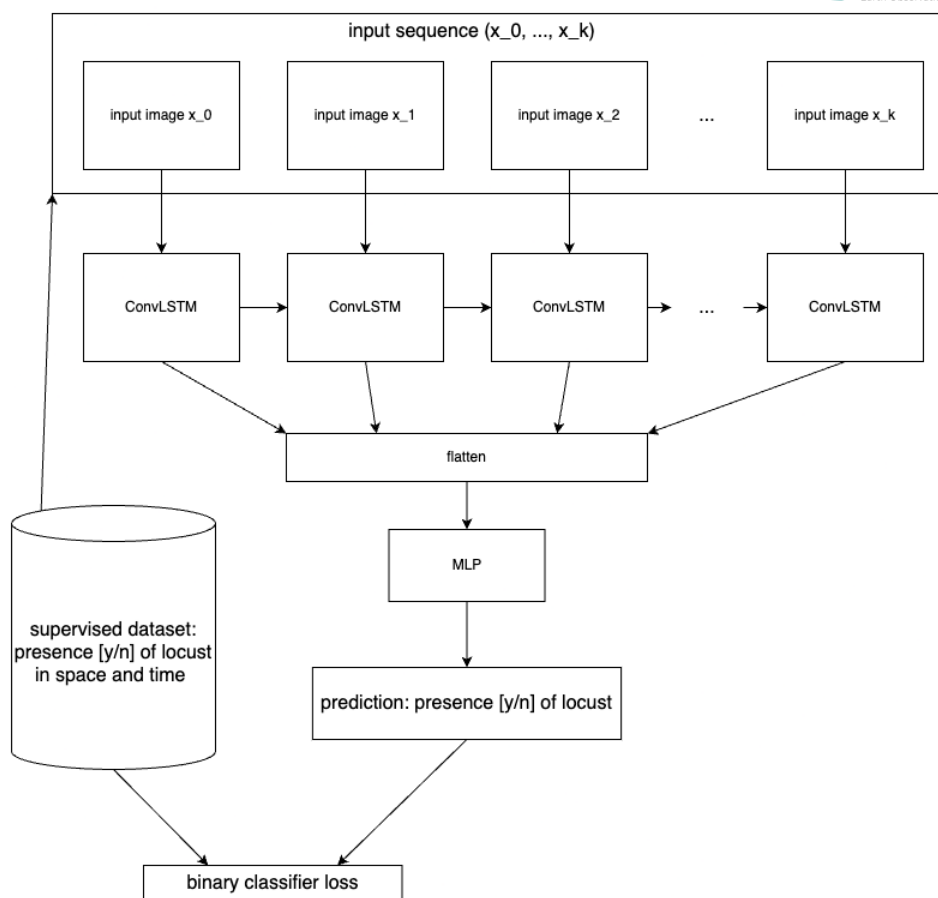 input sequence (x_0, ..., x_k)
input image x_0
input image x_1
input image x_2
...
input image x_k
ConvLSTM
ConvLSTM
ConvLSTM
...
ConvLSTM
flatten
MLP
supervised dataset:
presence [y/n] of locust
in space and time
prediction: presence [y/n] of locust
binary classifier loss